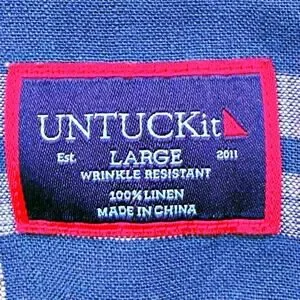 UNTUCKit
Est. LARGE 2011
WRINKLE RESISTANT
100% LINEN
MADE IN CHINA